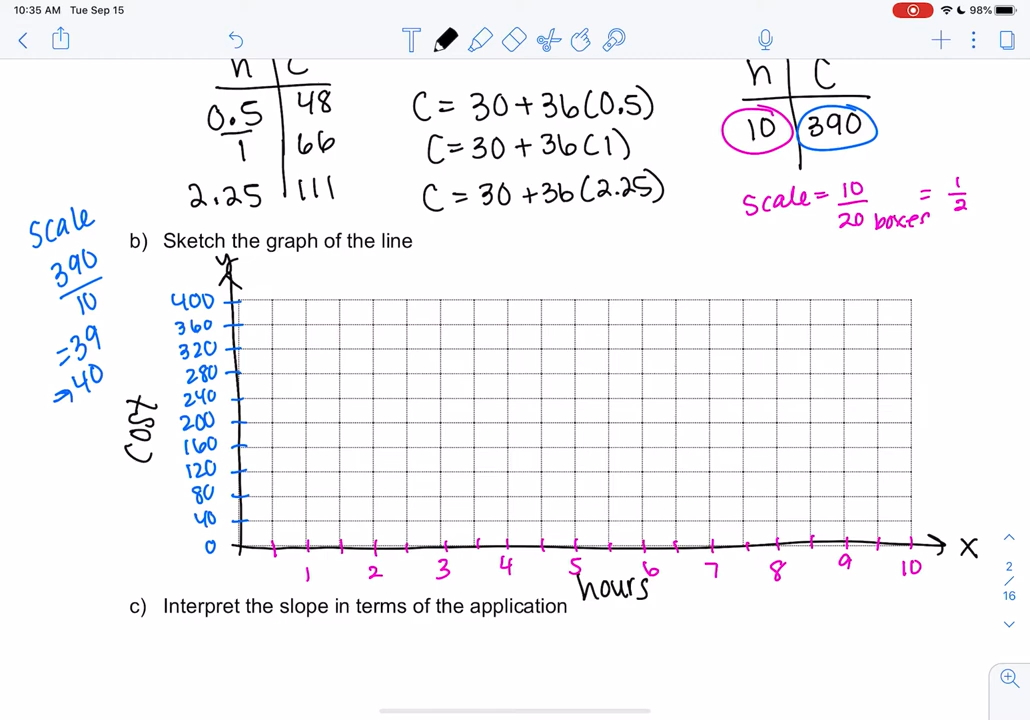 10:35 AM Tue Sep 15
98%
T
h C
0.5 48
1 66
2.25 111
C = 30 + 36 (0.5)
C = 30 + 36 (1)
C = 30 + 36 (2.25)
h C
10 390
Scale = 10/20 boxes = 1/2
Scale
390/10
= 39
→ 40
b) Sketch the graph of the line
y
400
360
320
280
240
200
160
120
80
40
0
Cost
1 2 3 4 5 6 7 8 9 10
x
hours
c) Interpret the slope in terms of the application
2
/
16